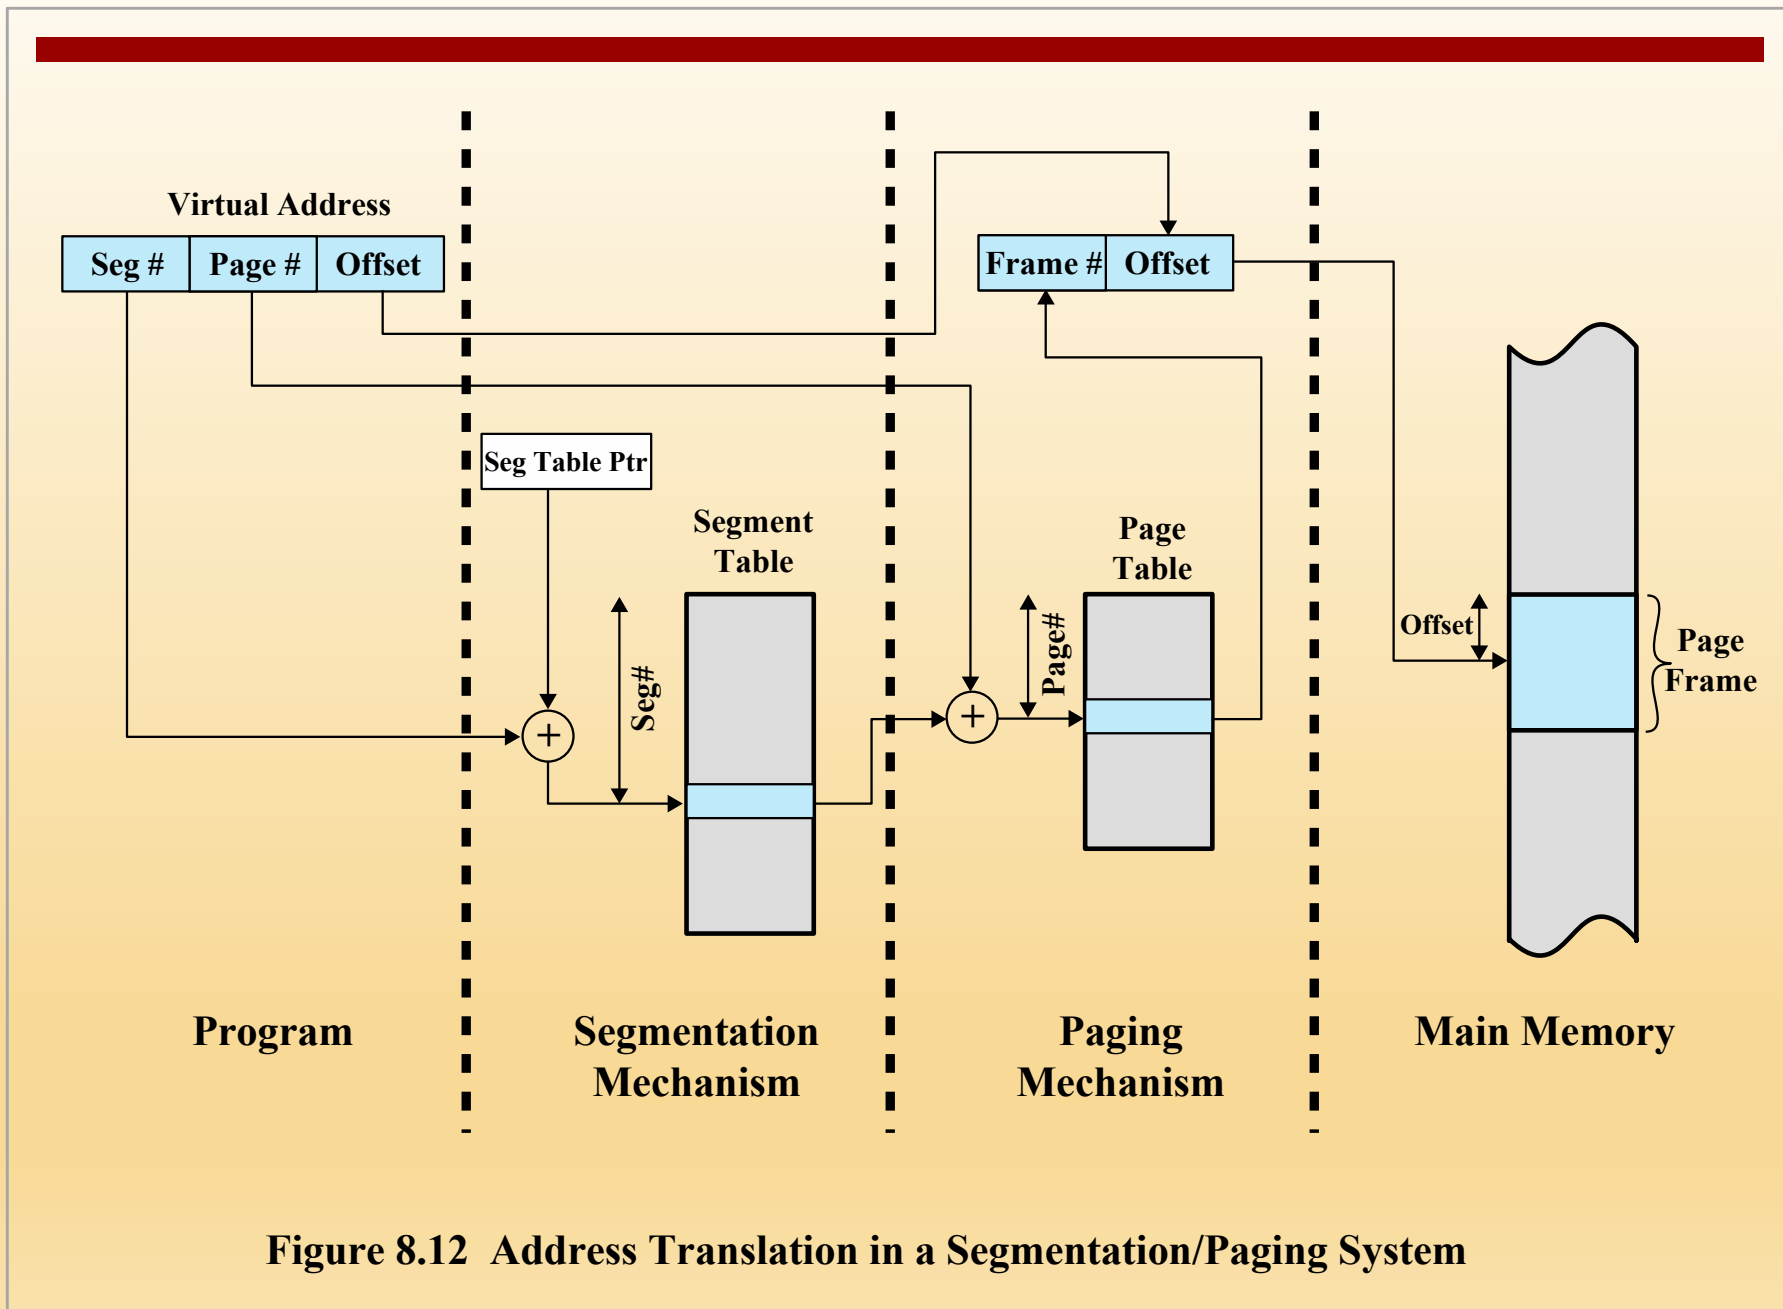 Virtual Address
Seg #
Page #
Offset
Frame #
Offset
Seg Table Ptr
Segment
Table
Page
Table
Seg#
+
Page#
+
Offset
Page
Frame
Program
Segmentation
Mechanism
Paging
Mechanism
Main Memory
Figure 8.12 Address Translation in a Segmentation/Paging System